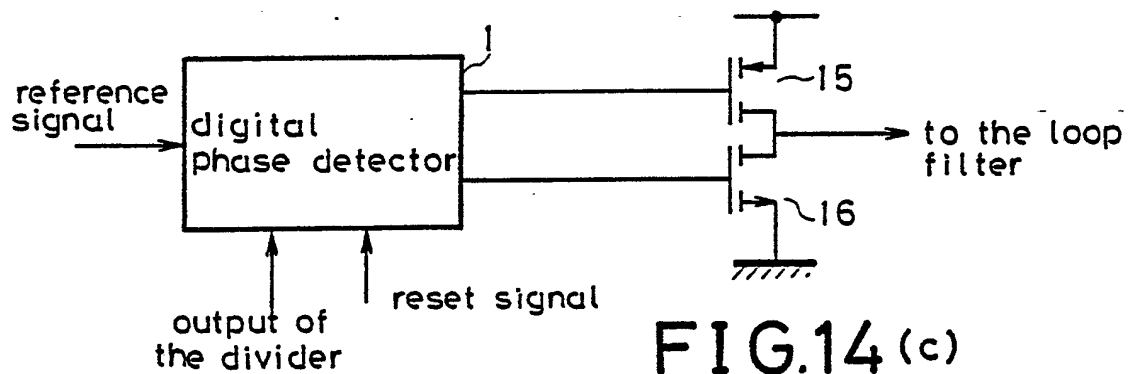 1
15
reference
signal
digital
phase detector
to the loop
filter
16
reset signal
output of
the divider
FIG.14 (c)